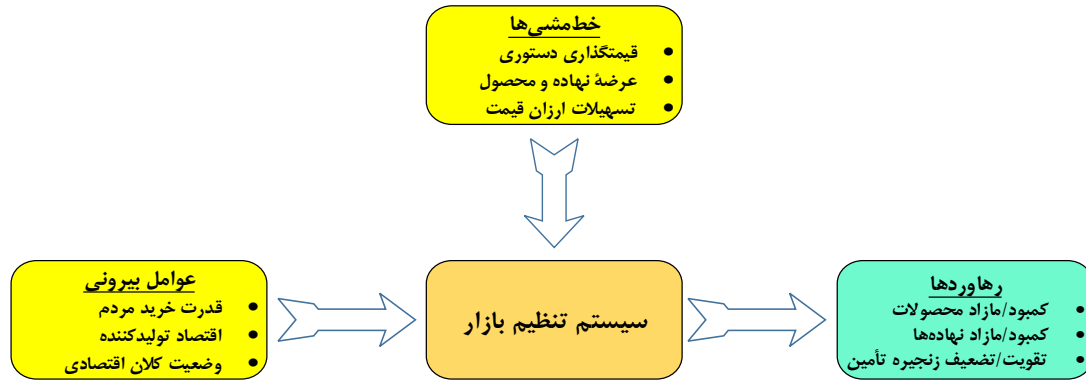 خط‌مشی‌ها
قیمتگذاری دستوری
عرضهٔ نهاده و محصول
تسهیلات ارزان قیمت
عوامل بیرونی
قدرت خرید مردم
اقتصاد تولیدکننده
وضعیت کلان اقتصادی
سیستم تنظیم بازار
رهاوردها
کمبود/مازاد محصولات
کمبود/مازاد نهاده‌ها
تقویت/تضعیف زنجیره تأمین